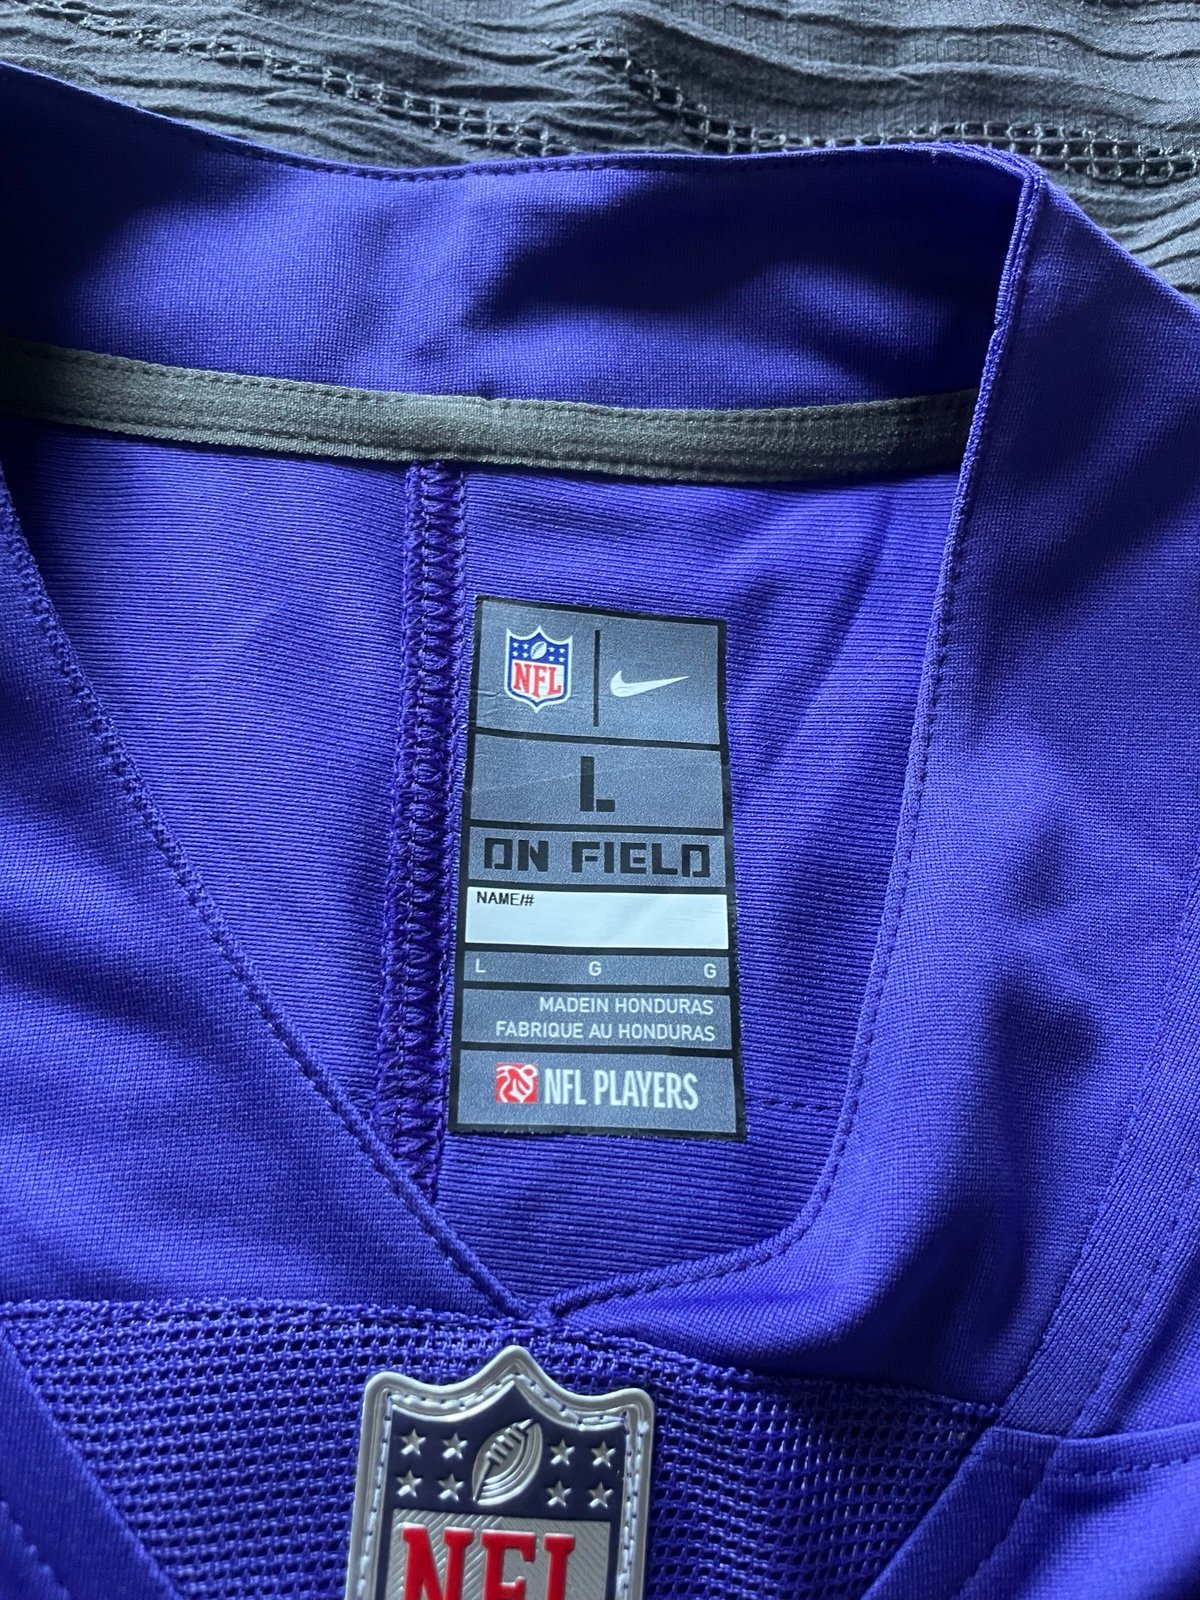 NFL
L
ON FIELD
NAME/#
L G G
MADEIN HONDURAS
FABRIQUE AU HONDURAS
NFL PLAYERS
NFL